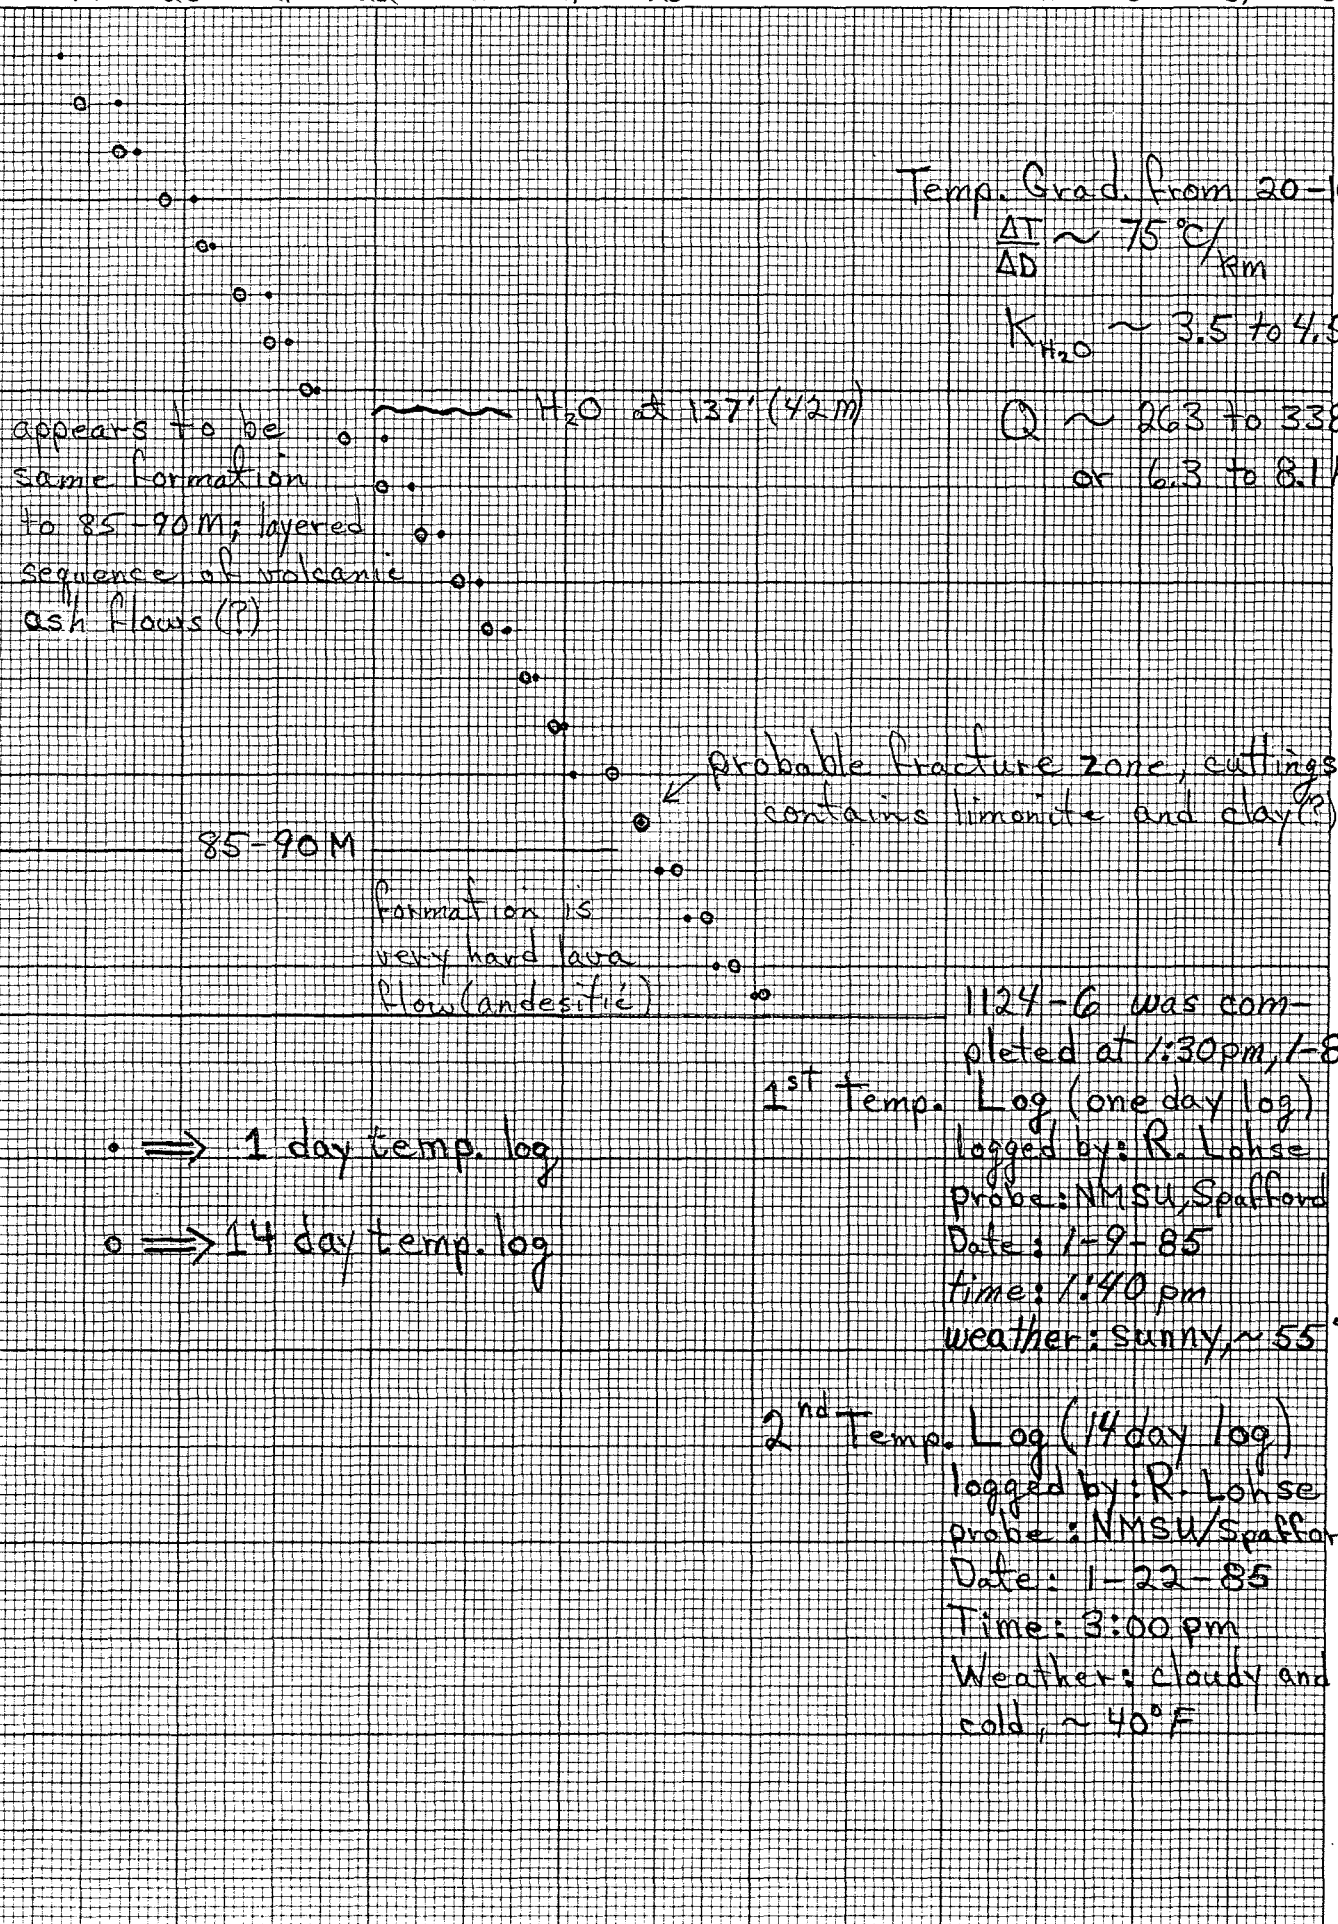 Temp. Grad. from 20-1
ΔT/ΔD ~ 75 °C/km
K_H₂O ~ 3.5 to 4.5
H₂O at 137' (42M)
Q ~ 263 to 338
or 6.3 to 8.1
appears to be
same formation
to 85-90M; layered
sequence of volcanic
ash flows (?)
probable fracture zone, cuttings
contains limonite and clay(?)
85-90M
formation is
very hard lava
flow (andesitic)
1124-6 was com-
pleted at 1:30pm, 1-8
1st Temp. Log (one day log)
logged by: R. Lohse
probe: NMSU, Spafford
Date: 1-9-85
time: 1:40 pm
weather: sunny, ~ 55°
• ⟹ 1 day temp. log
o ⟹ 14 day temp. log
2nd Temp. Log (14 day log)
logged by: R. Lohse
probe: NMSU/Spaffor
Date: 1-22-85
Time: 3:00 pm
Weather: cloudy and
cold, ~ 40°F